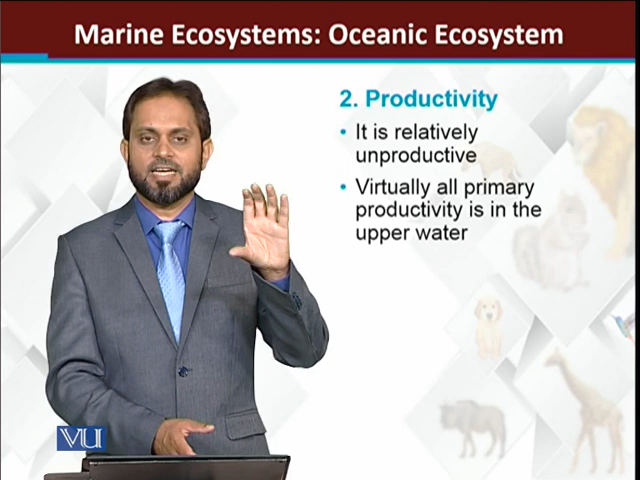 Marine Ecosystems: Oceanic Ecosystem
2. Productivity
• It is relatively
unproductive
• Virtually all primary
productivity is in the
upper water
VU